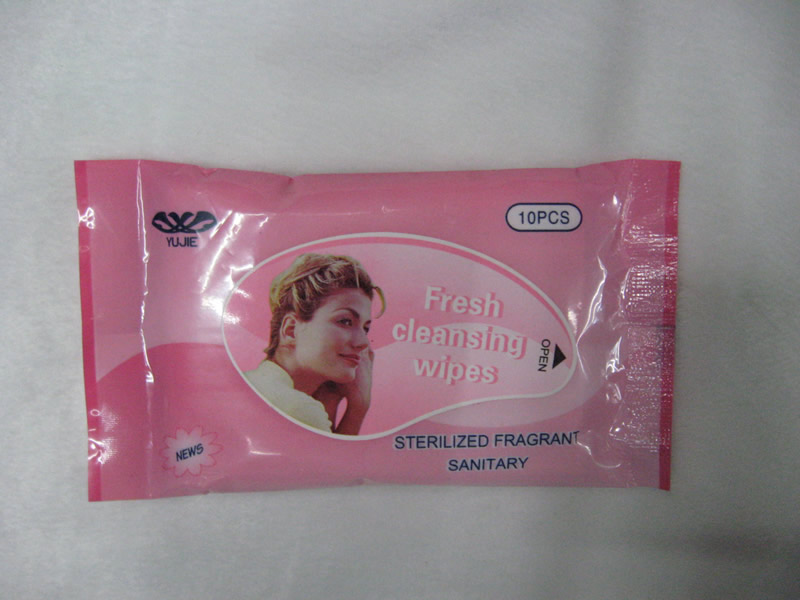 YUJIE
10PCS
Fresh
cleansing
wipes
OPEN
STERILIZED FRAGRANT
SANITARY
NEWS